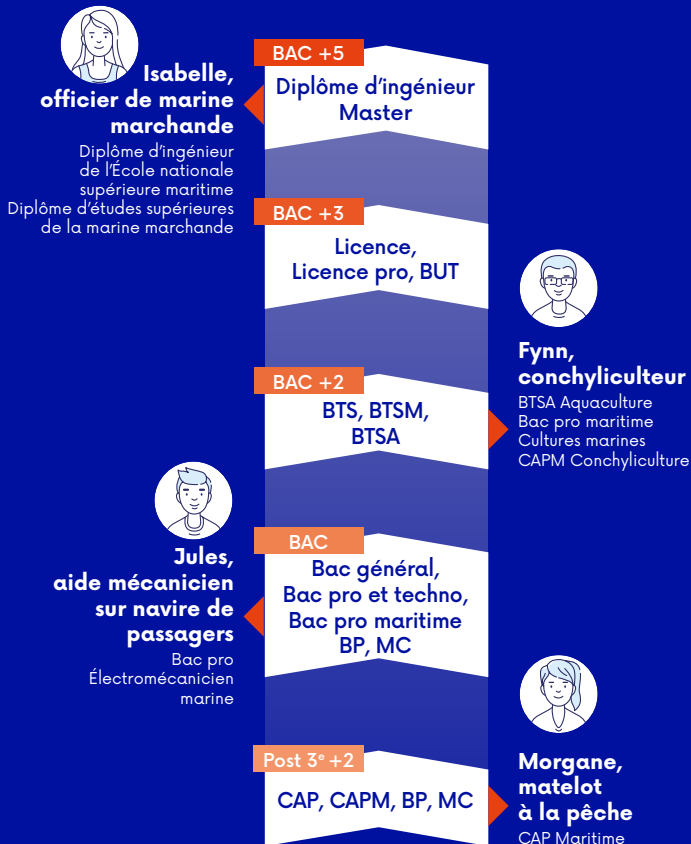 BAC +5
Diplôme d’ingénieur
Master
Isabelle,
officier de marine
marchande
Diplôme d’ingénieur
de l’École nationale
supérieure maritime
Diplôme d’études supérieures
de la marine marchande
BAC +3
Licence,
Licence pro, BUT
Fynn,
conchyliculteur
BTSA Aquaculture
Bac pro maritime
Cultures marines
CAPM Conchyliculture
BAC +2
BTS, BTSM,
BTSA
Jules,
aide mécanicien
sur navire de
passagers
Bac pro
Électromécanicien
marine
BAC
Bac général,
Bac pro et techno,
Bac pro maritime
BP, MC
Post 3ᵉ +2
CAP, CAPM, BP, MC
Morgane,
matelot
à la pêche
CAP Maritime